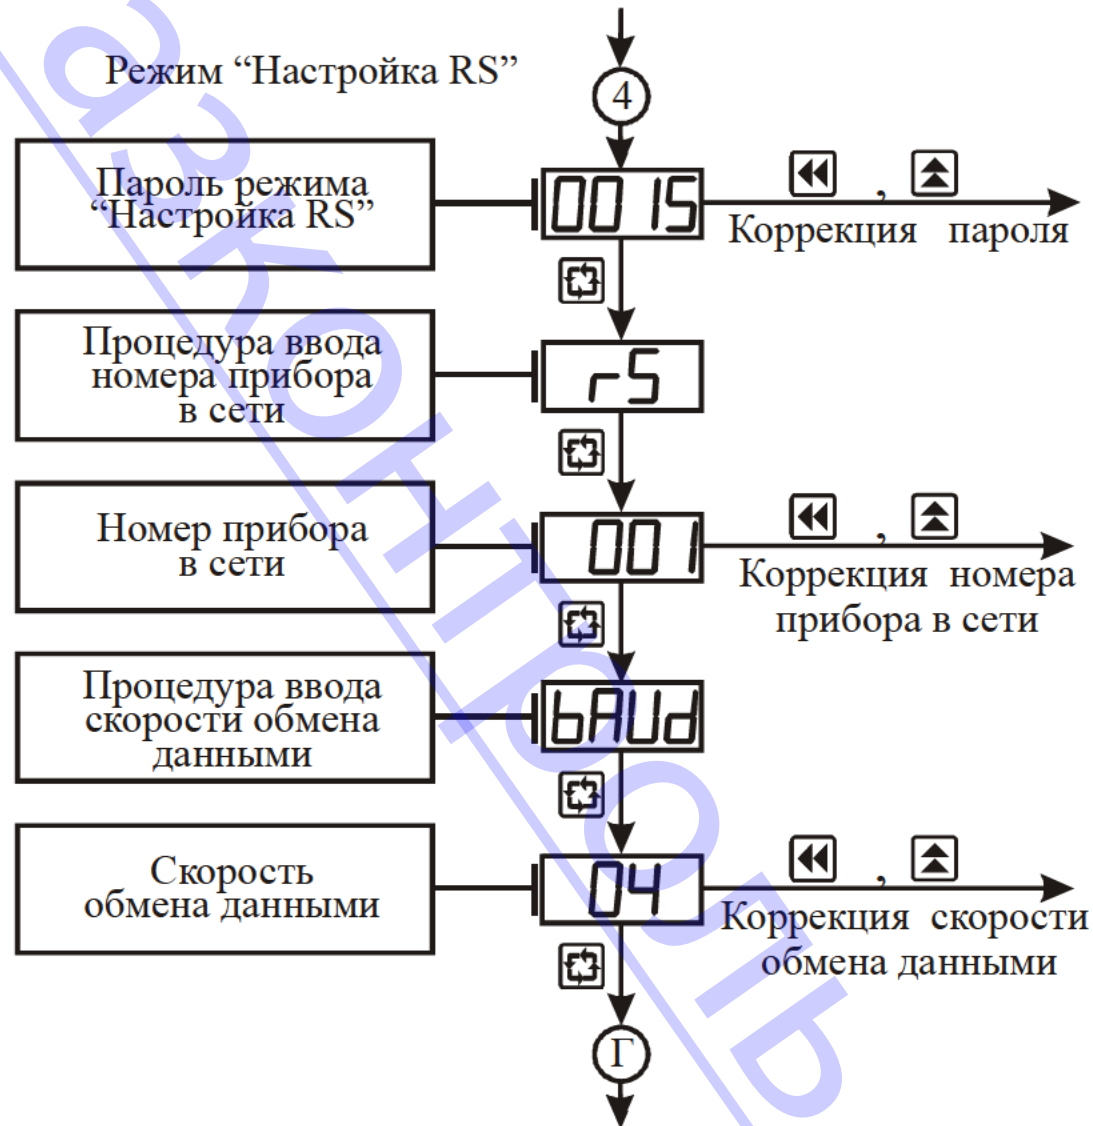 Режим “Настройка RS”
4
Пароль режима
“Настройка RS”
0015
,
Коррекция пароля
Процедура ввода
номера прибора
в сети
rS
Номер прибора
в сети
001
,
Коррекция номера
прибора в сети
Процедура ввода
скорости обмена
данными
bAUd
Скорость
обмена данными
04
,
Коррекция скорости
обмена данными
Г
азконтроль